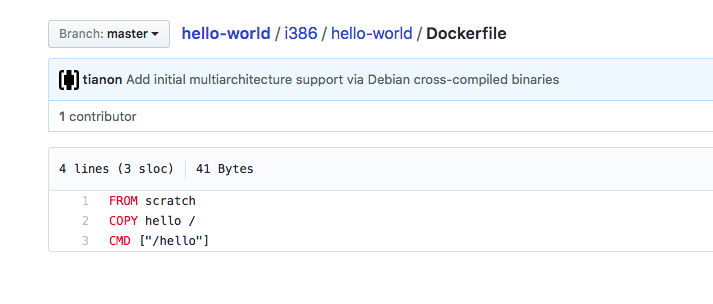 Branch: master hello-world / i386 / hello-world / Dockerfile
tianon Add initial multiarchitecture support via Debian cross-compiled binaries
1 contributor
4 lines (3 sloc) 41 Bytes
1 FROM scratch
2 COPY hello /
3 CMD ["/hello"]